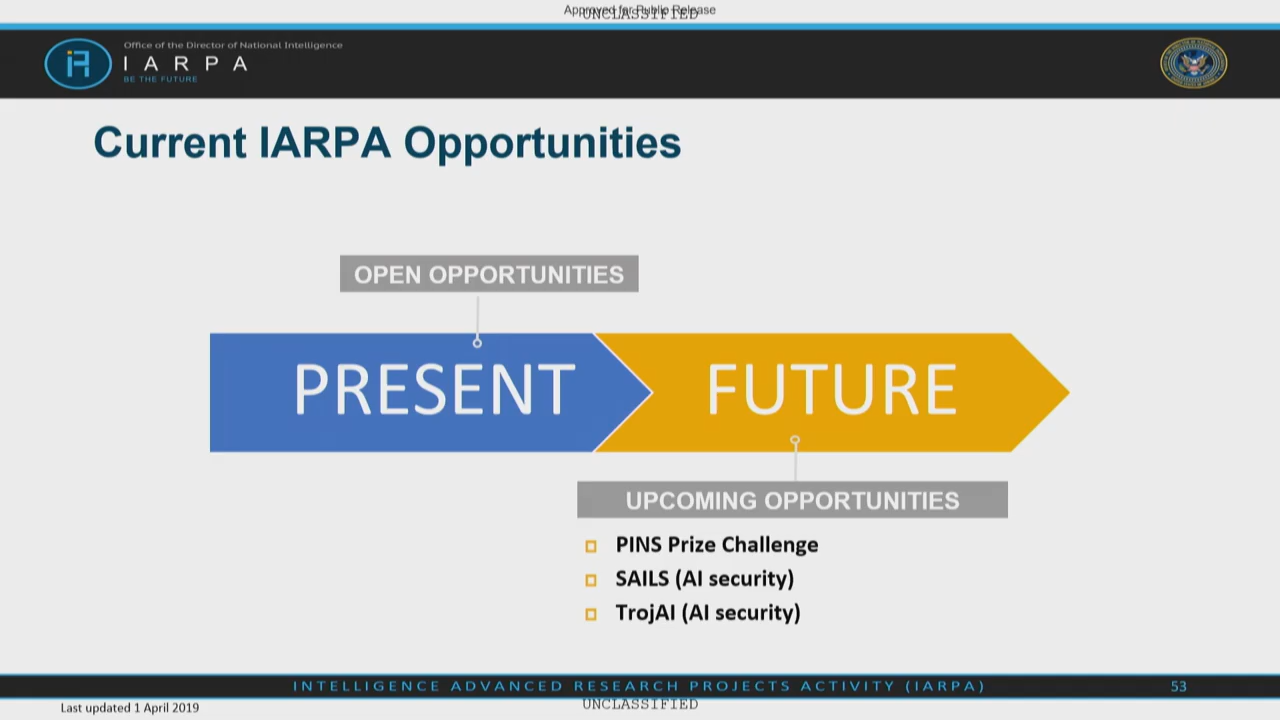 Approved for Public Release
UNCLASSIFIED
Office of the Director of National Intelligence
IARPA
BE THE FUTURE
Current IARPA Opportunities
OPEN OPPORTUNITIES
PRESENT
FUTURE
UPCOMING OPPORTUNITIES
PINS Prize Challenge
SAILS (AI security)
TrojAI (AI security)
INTELLIGENCE ADVANCED RESEARCH PROJECTS ACTIVITY (IARPA)
53
UNCLASSIFIED
Last updated 1 April 2019